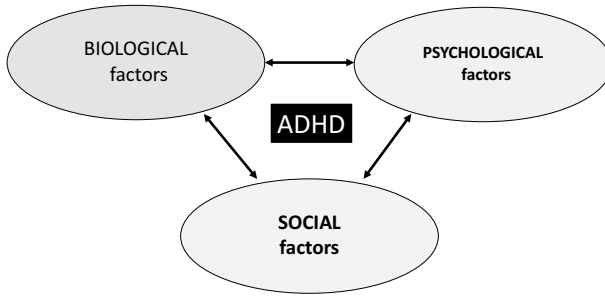 BIOLOGICAL
factors
PSYCHOLOGICAL
factors
ADHD
SOCIAL
factors